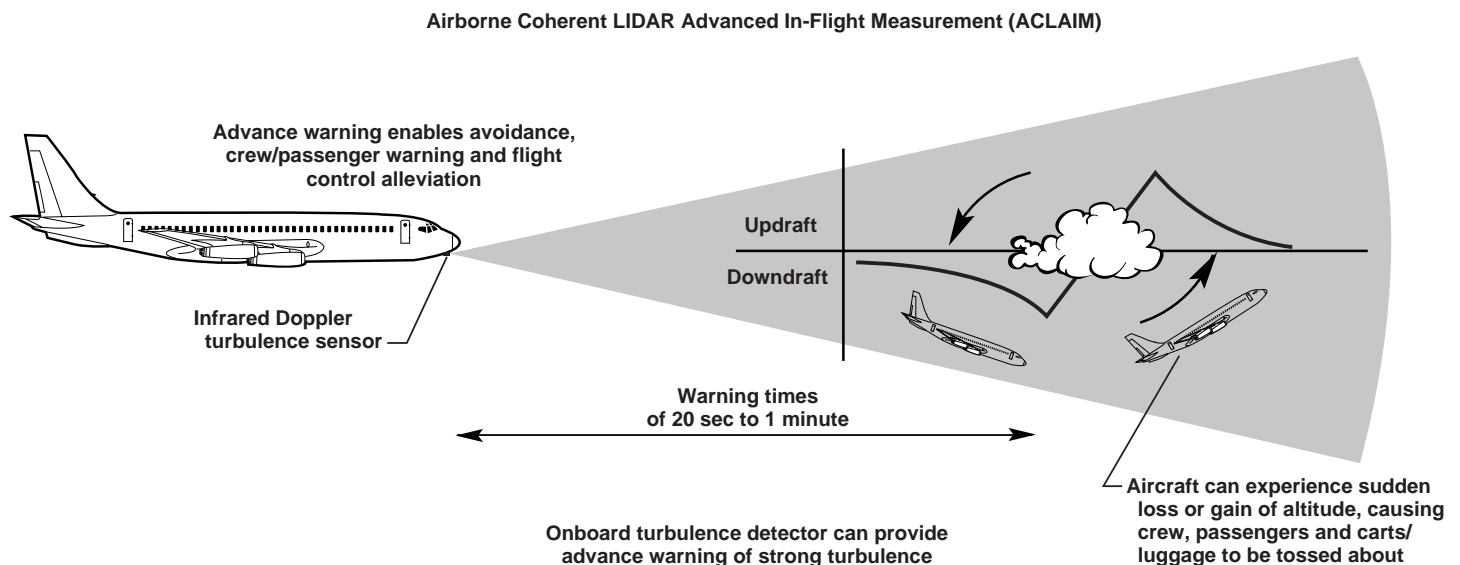 Airborne Coherent LIDAR Advanced In-Flight Measurement (ACLAIM)
Advance warning enables avoidance,
crew/passenger warning and flight
control alleviation
Updraft
Downdraft
Infrared Doppler
turbulence sensor
Warning times
of 20 sec to 1 minute
Aircraft can experience sudden
loss or gain of altitude, causing
crew, passengers and carts/
luggage to be tossed about
Onboard turbulence detector can provide
advance warning of strong turbulence